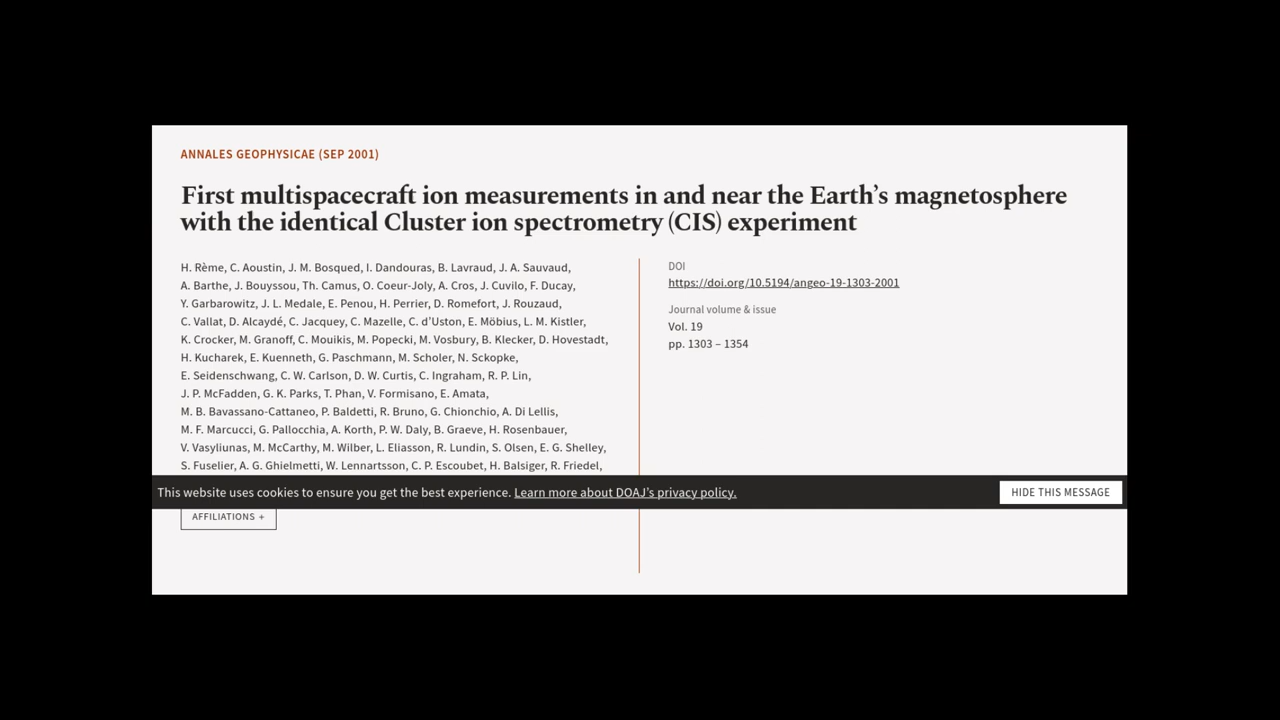 ANNALES GEOPHYSICAE (SEP 2001)
First multispacecraft ion measurements in and near the Earth's magnetosphere
with the identical Cluster ion spectrometry (CIS) experiment
H. Rème, C. Aoustin, J. M. Bosqued, I. Dandouras, B. Lavraud, J. A. Sauvaud,
A. Barthe, J. Bouyssou, Th. Camus, O. Coeur-Joly, A. Cros, J. Cuvilo, F. Ducay,
Y. Garbarowitz, J. L. Medale, E. Penou, H. Perrier, D. Romefort, J. Rouzaud,
C. Vallat, D. Alcaydé, C. Jacquey, C. Mazelle, C. d'Uston, E. Möbius, L. M. Kistler,
K. Crocker, M. Granoff, C. Mouikis, M. Popecki, M. Vosbury, B. Klecker, D. Hovestadt,
H. Kucharek, E. Kuenneth, G. Paschmann, M. Scholer, N. Sckopke,
E. Seidenschwang, C. W. Carlson, D. W. Curtis, C. Ingraham, R. P. Lin,
J. P. McFadden, G. K. Parks, T. Phan, V. Formisano, E. Amata,
M. B. Bavassano-Cattaneo, P. Baldetti, R. Bruno, G. Chionchio, A. Di Lellis,
M. F. Marcucci, G. Pallocchia, A. Korth, P. W. Daly, B. Graeve, H. Rosenbauer,
V. Vasyliunas, M. McCarthy, M. Wilber, L. Eliasson, R. Lundin, S. Olsen, E. G. Shelley,
S. Fuselier, A. G. Ghielmetti, W. Lennartsson, C. P. Escoubet, H. Balsiger, R. Friedel,
DOI
https://doi.org/10.5194/angeo-19-1303-2001
Journal volume & issue
Vol. 19
pp. 1303 – 1354
This website uses cookies to ensure you get the best experience. Learn more about DOAJ's privacy policy.
HIDE THIS MESSAGE
AFFILIATIONS +